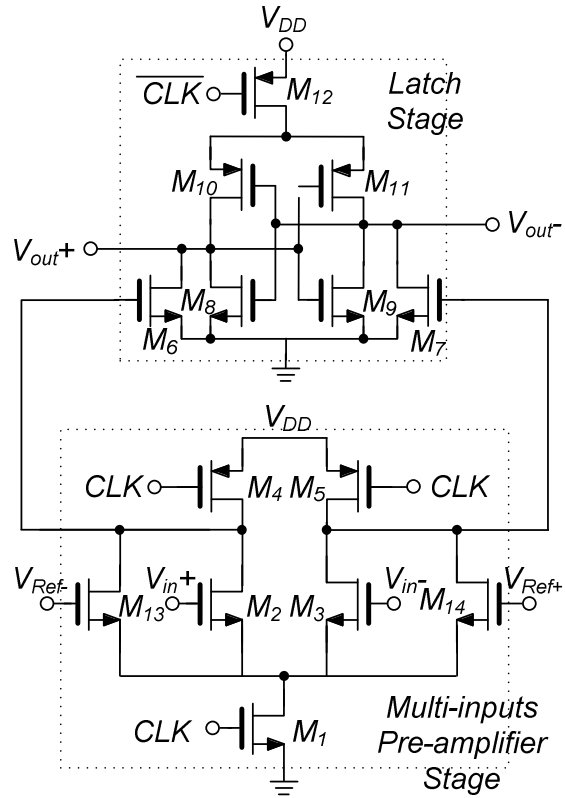 V_DD
CLK̅ M12 Latch
Stage
M10 M11
Vout+ Vout-
M8 M9
M6 M7
VDD
CLK M4 M5 CLK
VRef- Vin+ Vin- VRef+
M13 M2 M3 M14
CLK M1
Multi-inputs
Pre-amplifier
Stage